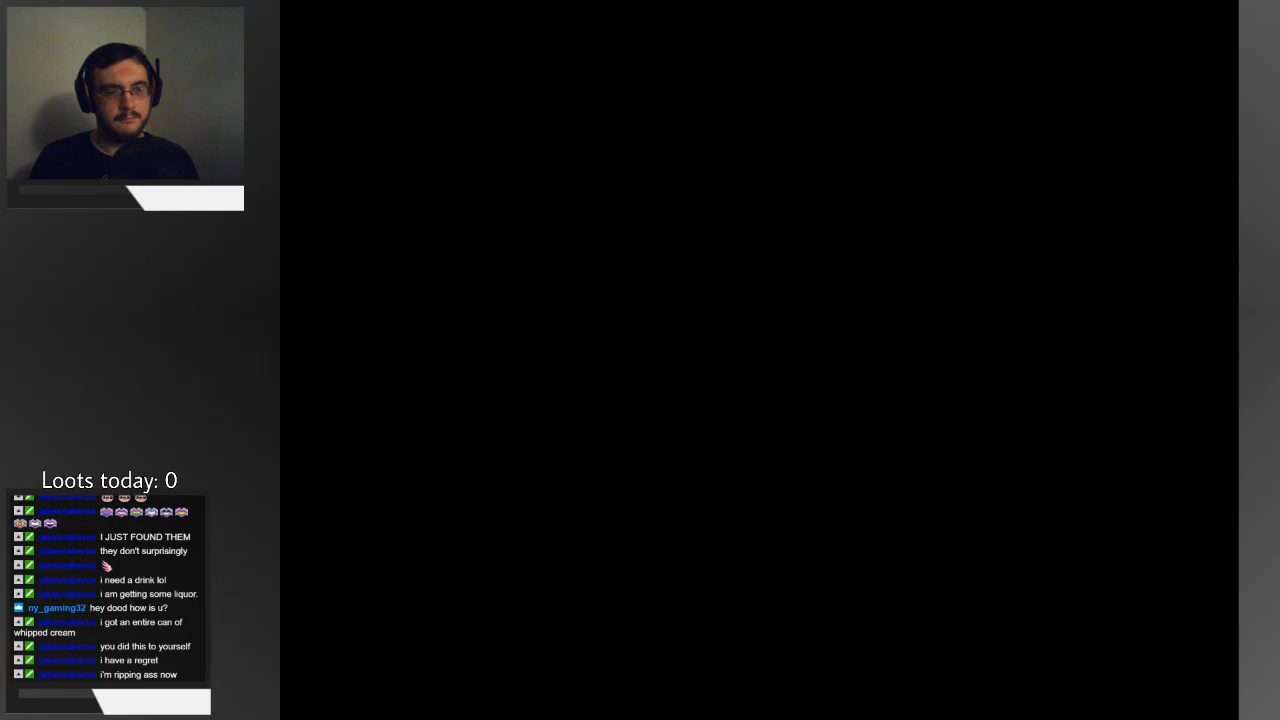 Loots today: 0
I JUST FOUND THEM
they don't surprisingly
i need a drink lol
i am getting some liquor.
ny_gaming32 hey dood how is u?
i got an entire can of
whipped cream
you did this to yourself
i have a regret
i'm ripping ass now